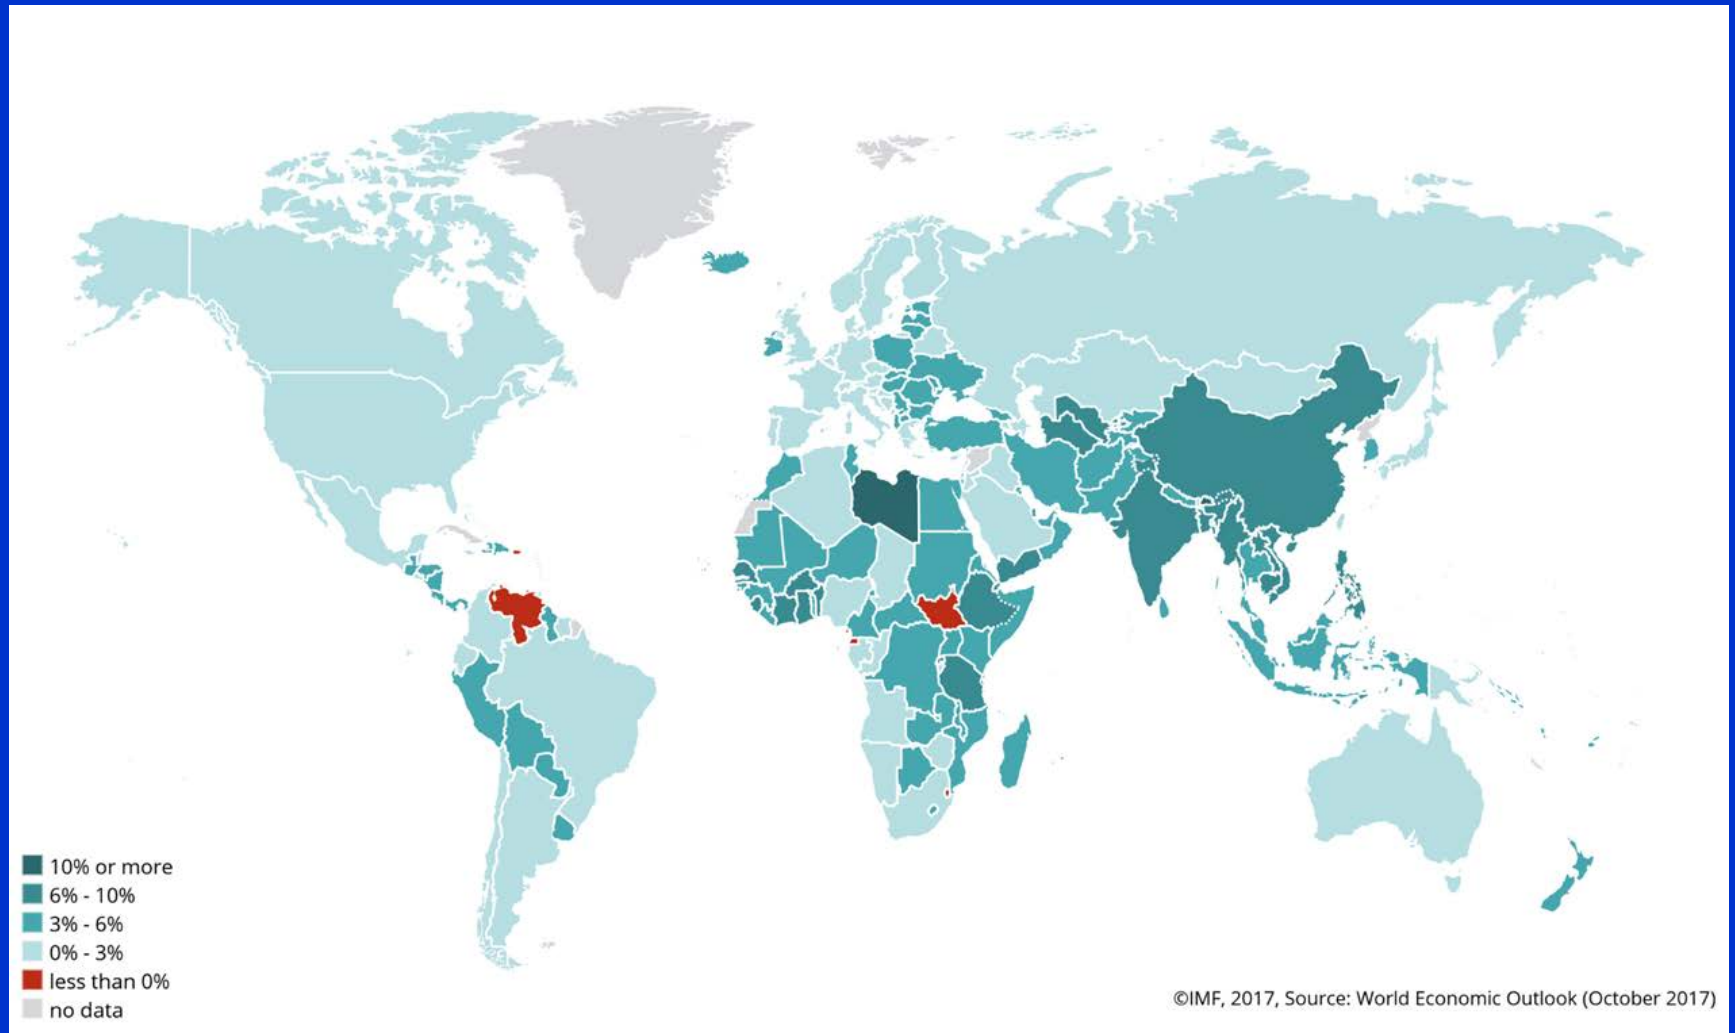 10% or more
6% - 10%
3% - 6%
0% - 3%
less than 0%
no data
©IMF, 2017, Source: World Economic Outlook (October 2017)